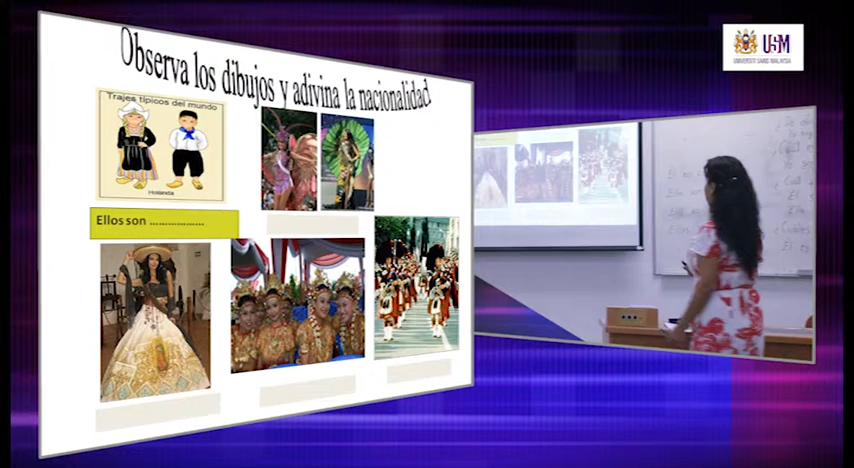 Observa los dibujos y adivina la nacionalidad
Trajes típicos del mundo
Holanda
Ellos son ..................
USM
UNIVERSITI SAINS MALAYSIA